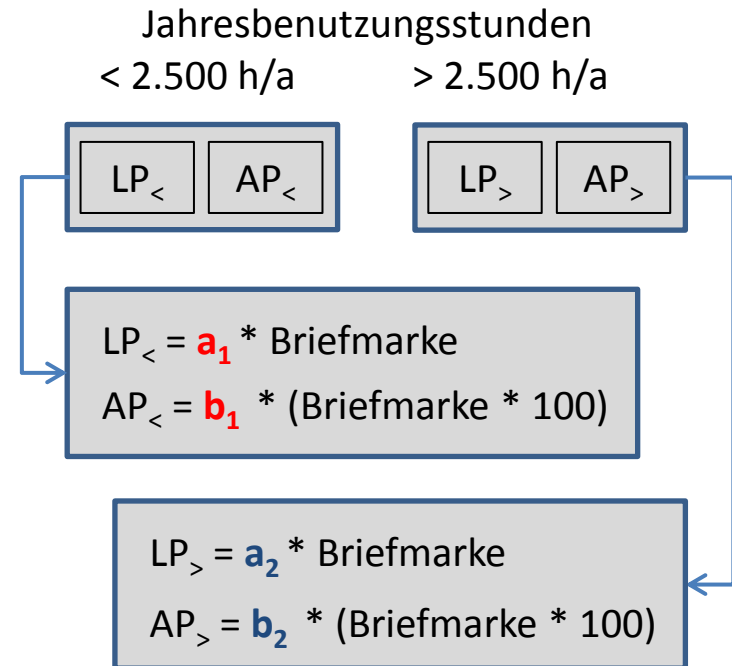 Jahresbenutzungsstunden
< 2.500 h/a > 2.500 h/a
LP< AP< LP> AP>
LP< = a1 * Briefmarke
AP< = b1 * (Briefmarke * 100)
LP> = a2 * Briefmarke
AP> = b2 * (Briefmarke * 100)